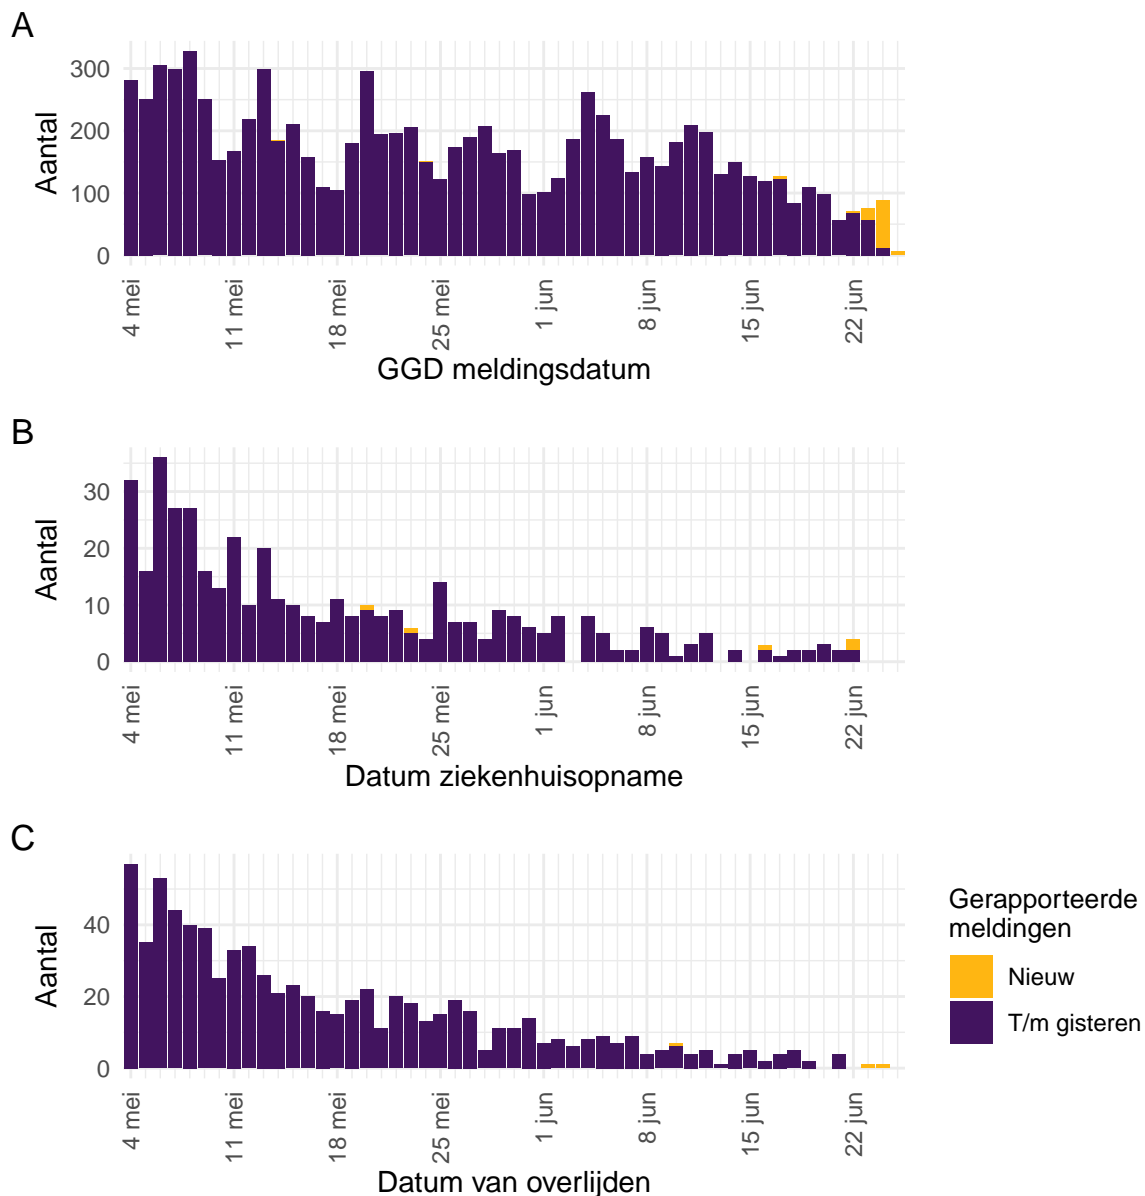 A
300
200
100
0
Aantal
4 mei
11 mei
18 mei
25 mei
1 jun
8 jun
15 jun
22 jun
GGD meldingsdatum
B
30
20
10
0
Aantal
4 mei
11 mei
18 mei
25 mei
1 jun
8 jun
15 jun
22 jun
Datum ziekenhuisopname
C
40
20
0
Aantal
4 mei
11 mei
18 mei
25 mei
1 jun
8 jun
15 jun
22 jun
Datum van overlijden
Gerapporteerde
meldingen
Nieuw
T/m gisteren